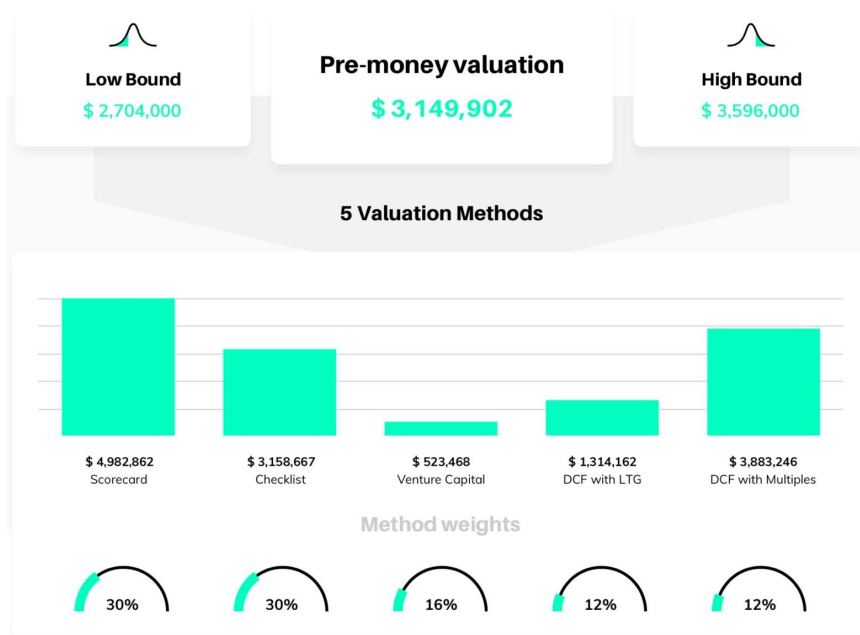 Low Bound
$ 2,704,000
Pre-money valuation
$ 3,149,902
High Bound
$ 3,596,000
5 Valuation Methods
$ 4,982,862
Scorecard
$ 3,158,667
Checklist
$ 523,468
Venture Capital
$ 1,314,162
DCF with LTG
$ 3,883,246
DCF with Multiples
Method weights
30%
30%
16%
12%
12%